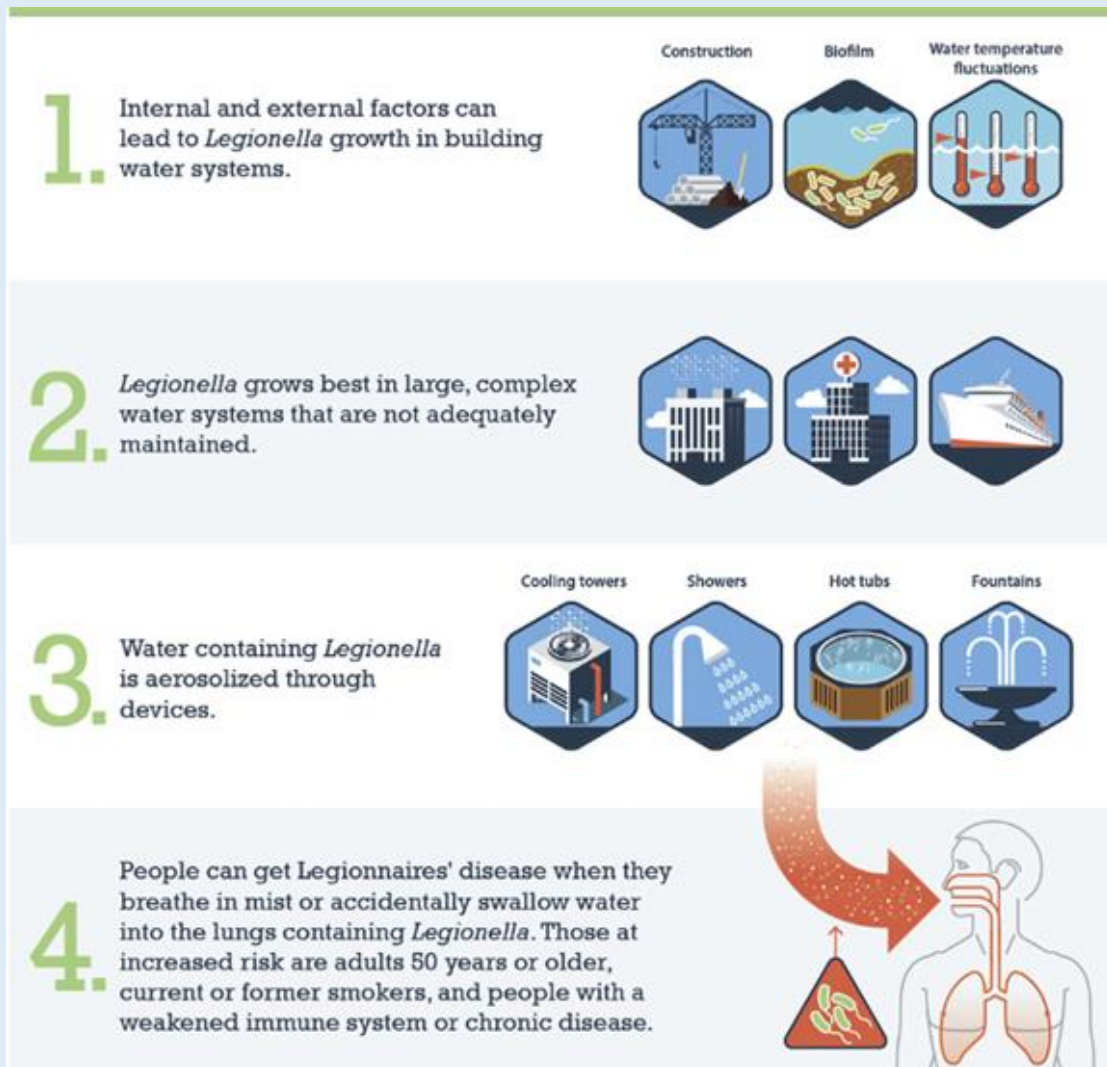 Construction
Biofilm
Water temperature
fluctuations
1.
Internal and external factors can
lead to Legionella growth in building
water systems.
2.
Legionella grows best in large, complex
water systems that are not adequately
maintained.
Cooling towers
Showers
Hot tubs
Fountains
3.
Water containing Legionella
is aerosolized through
devices.
4.
People can get Legionnaires' disease when they
breathe in mist or accidentally swallow water
into the lungs containing Legionella. Those at
increased risk are adults 50 years or older,
current or former smokers, and people with a
weakened immune system or chronic disease.